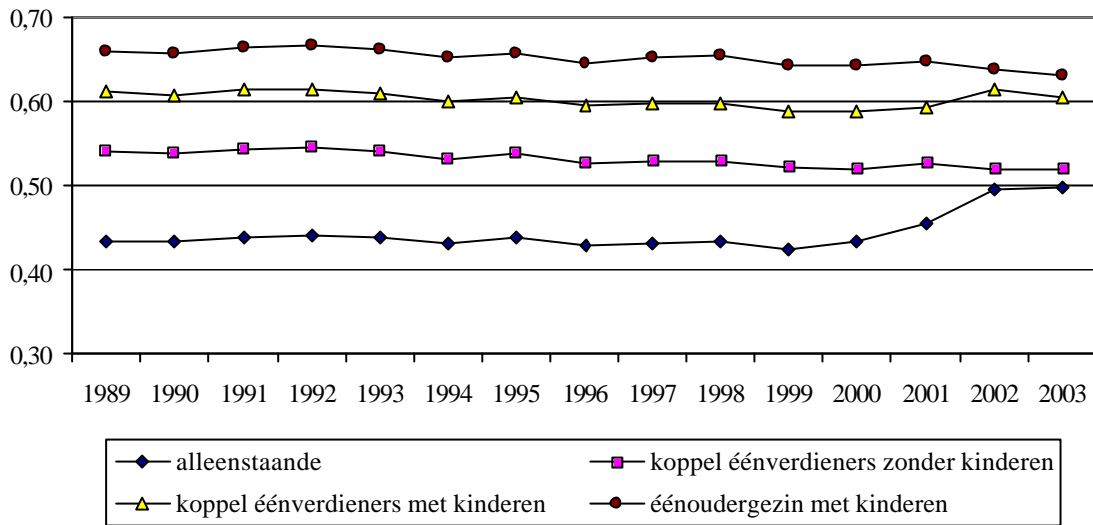 0,70
0,60
0,50
0,40
0,30
1989 1990 1991 1992 1993 1994 1995 1996 1997 1998 1999 2000 2001 2002 2003
alleenstaande koppel éénverdieners zonder kinderen
koppel éénverdieners met kinderen éénoudergezin met kinderen